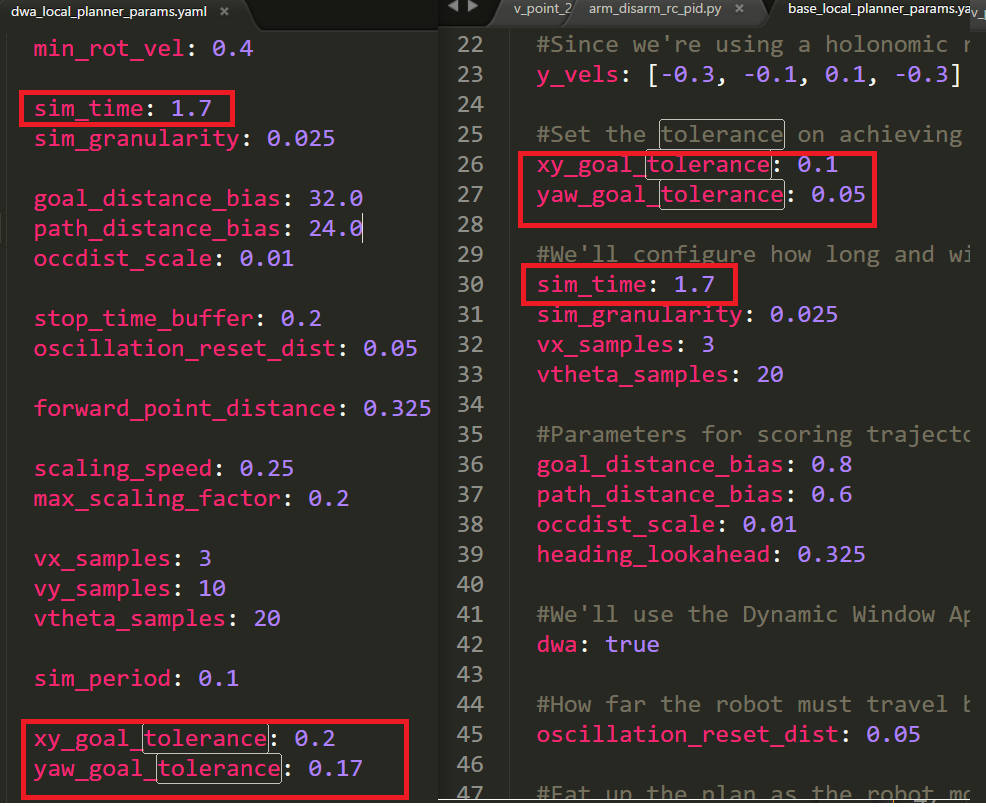 dwa_local_planner_params.yaml ×
min_rot_vel: 0.4
sim_time: 1.7
sim_granularity: 0.025
goal_distance_bias: 32.0
path_distance_bias: 24.0
occdist_scale: 0.01
stop_time_buffer: 0.2
oscillation_reset_dist: 0.05
forward_point_distance: 0.325
scaling_speed: 0.25
max_scaling_factor: 0.2
vx_samples: 3
vy_samples: 10
vtheta_samples: 20
sim_period: 0.1
xy_goal_tolerance: 0.2
yaw_goal_tolerance: 0.17
v_point_2 arm_disarm_rc_pid.py × base_local_planner_params.ya
22 #Since we're using a holonomic r
23 y_vels: [-0.3, -0.1, 0.1, -0.3]
24
25 #Set the tolerance on achieving
26 xy_goal_tolerance: 0.1
27 yaw_goal_tolerance: 0.05
28
29 #We'll configure how long and wi
30 sim_time: 1.7
31 sim_granularity: 0.025
32 vx_samples: 3
33 vtheta_samples: 20
34
35 #Parameters for scoring trajecto
36 goal_distance_bias: 0.8
37 path_distance_bias: 0.6
38 occdist_scale: 0.01
39 heading_lookahead: 0.325
40
41 #We'll use the Dynamic Window Ap
42 dwa: true
43
44 #How far the robot must travel b
45 oscillation_reset_dist: 0.05
46
47 #Eat up the plan as the robot mo